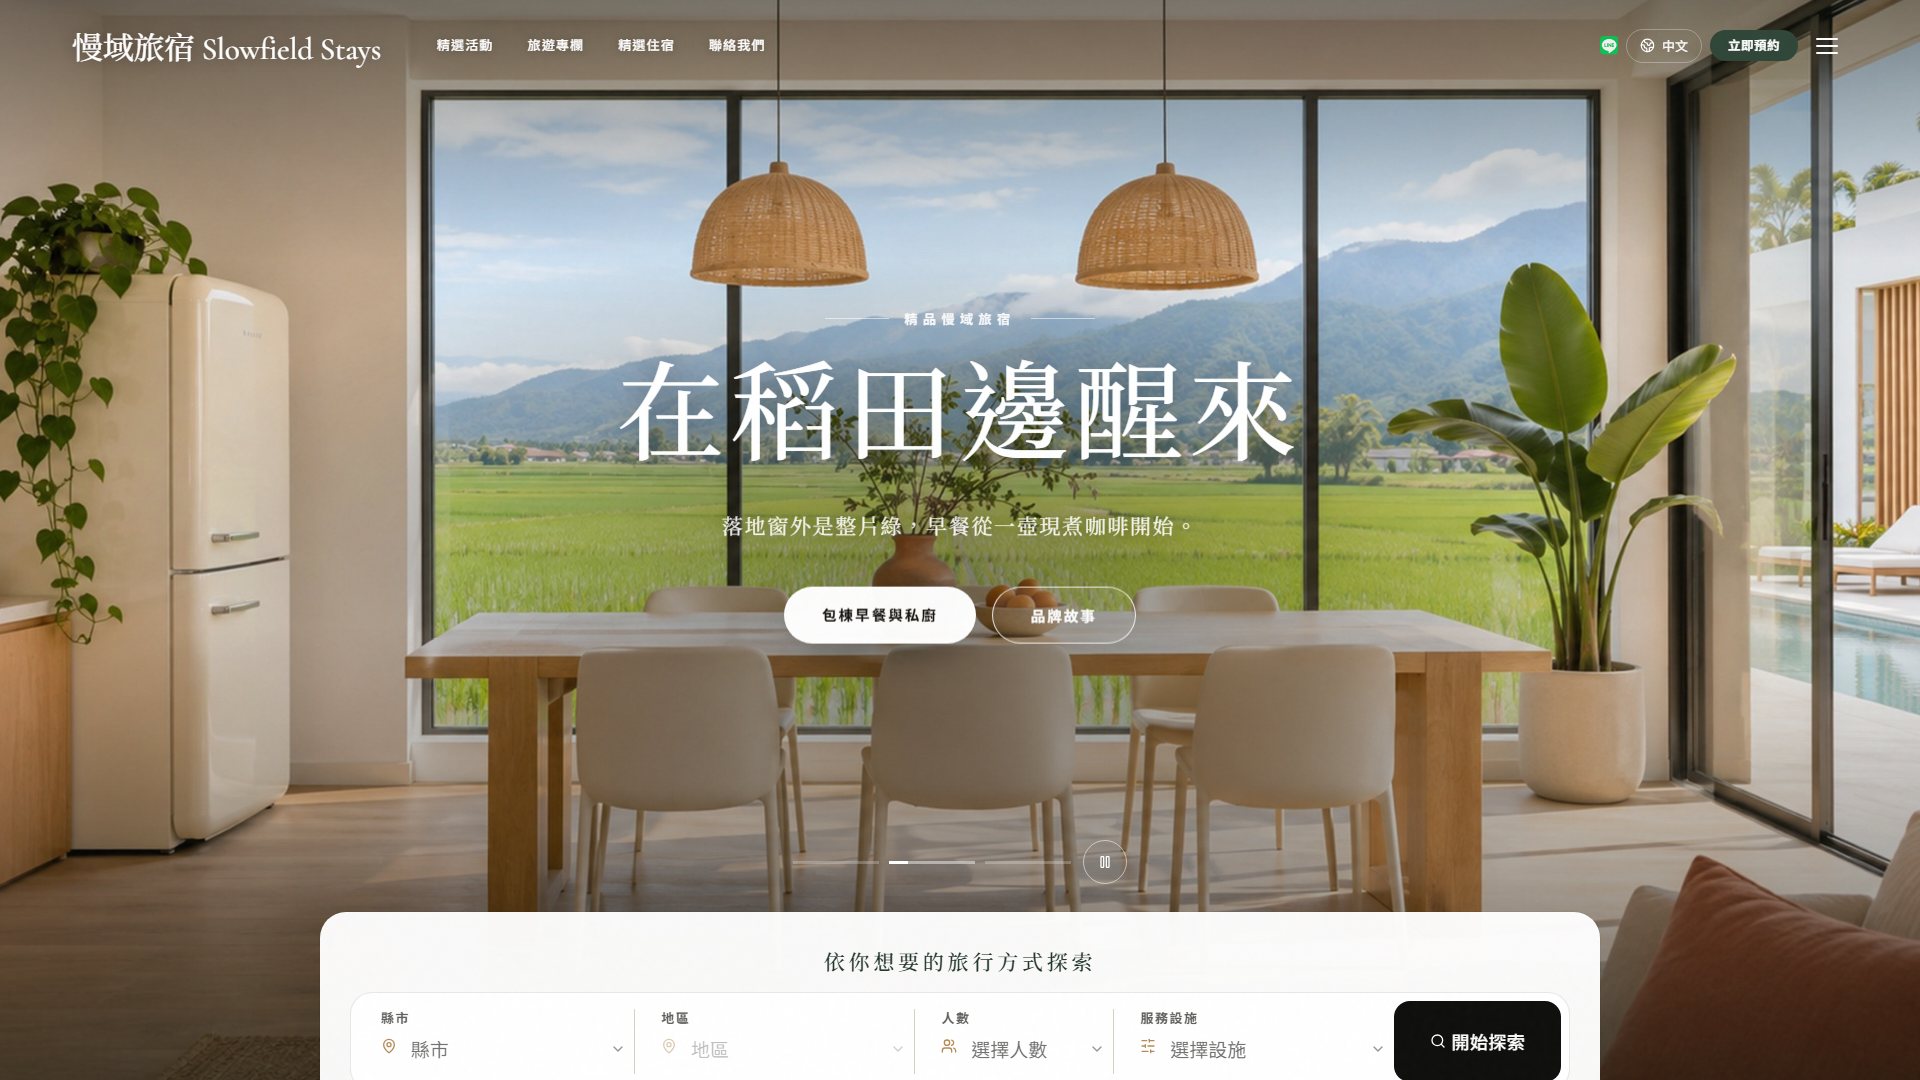 慢域旅宿 Slowfield Stays
精選活動
旅遊專欄
精選住宿
聯絡我們
LINE
中文
立即預約
精品慢域旅宿
在稻田邊醒來
落地窗外是整片綠，早餐從一壺現煮咖啡開始。
包棟早餐與私廚
品牌故事
依你想要的旅行方式探索
縣市
縣市
地區
地區
人數
選擇人數
服務設施
選擇設施
開始探索